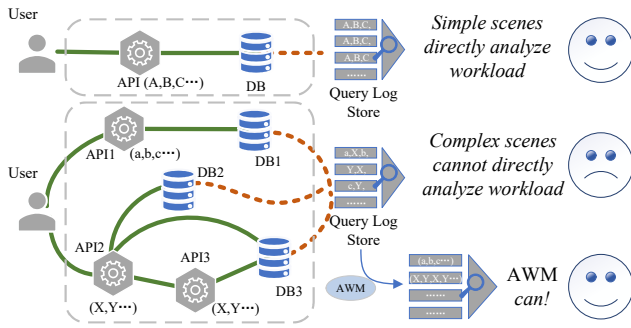 User
API (A,B,C⋯)
DB
A,B,C,
A,B,C,
A,B,C
......
Query Log
Store
Simple scenes
directly analyze
workload
User
API1
(a,b,c⋯)
DB1
DB2
API2
(X,Y⋯)
API3
(X,Y⋯)
DB3
a,X,b,
Y,X,
c,Y,
......
Query Log
Store
Complex scenes
cannot directly
analyze workload
AWM
(a,b,c⋯)
(X,Y,X,Y⋯)
......
......
AWM
can!